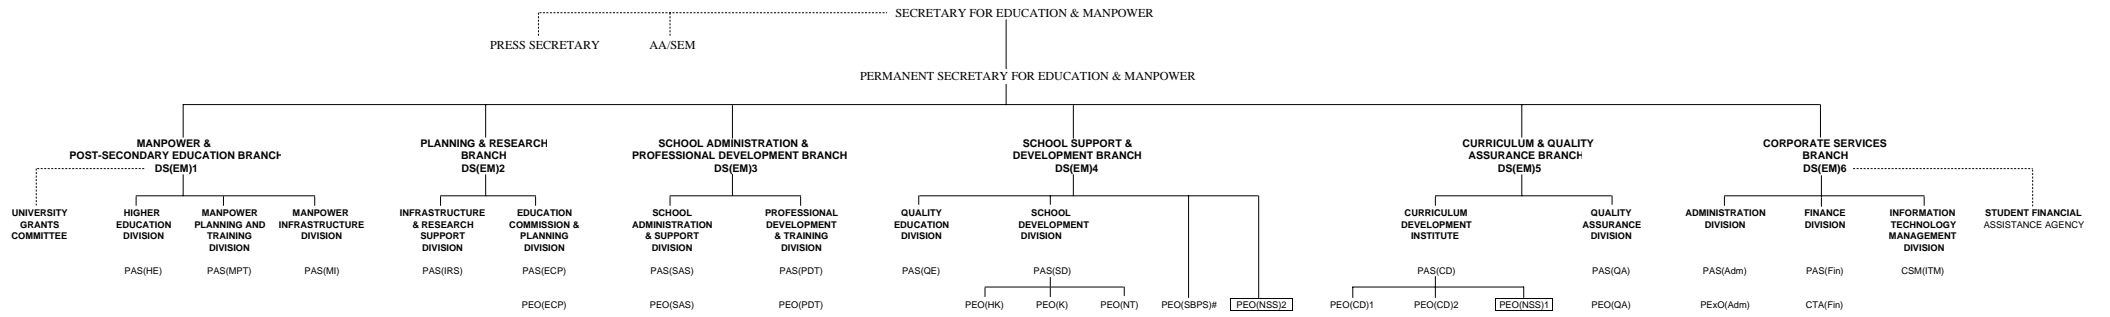 SECRETARY FOR EDUCATION & MANPOWER
PRESS SECRETARY
AA/SEM
PERMANENT SECRETARY FOR EDUCATION & MANPOWER
MANPOWER &
POST-SECONDARY EDUCATION BRANCH
DS(EM)1
PLANNING & RESEARCH
BRANCH
DS(EM)2
SCHOOL ADMINISTRATION &
PROFESSIONAL DEVELOPMENT BRANCH
DS(EM)3
SCHOOL SUPPORT &
DEVELOPMENT BRANCH
DS(EM)4
CURRICULUM & QUALITY
ASSURANCE BRANCH
DS(EM)5
CORPORATE SERVICES
BRANCH
DS(EM)6
UNIVERSITY
GRANTS
COMMITTEE
HIGHER
EDUCATION
DIVISION
PAS(HE)
MANPOWER
PLANNING AND
TRAINING
DIVISION
PAS(MPT)
MANPOWER
INFRASTRUCTURE
DIVISION
PAS(MI)
INFRASTRUCTURE
& RESEARCH
SUPPORT
DIVISION
PAS(IRS)
EDUCATION
COMMISSION &
PLANNING
DIVISION
PAS(ECP)
PEO(ECP)
SCHOOL
ADMINISTRATION
& SUPPORT
DIVISION
PAS(SAS)
PEO(SAS)
PROFESSIONAL
DEVELOPMENT
& TRAINING
DIVISION
PAS(PDT)
PEO(PDT)
QUALITY
EDUCATION
DIVISION
PAS(QE)
SCHOOL
DEVELOPMENT
DIVISION
PAS(SD)
PEO(HK)
PEO(K)
PEO(NT)
PEO(SBPS)#
PEO(NSS)2
CURRICULUM
DEVELOPMENT
INSTITUTE
PAS(CD)
PEO(CD)1
PEO(CD)2
PEO(NSS)1
QUALITY
ASSURANCE
DIVISION
PAS(QA)
PEO(QA)
ADMINISTRATION
DIVISION
PAS(Adm)
PExO(Adm)
FINANCE
DIVISION
PAS(Fin)
CTA(Fin)
INFORMATION
TECHNOLOGY
MANAGEMENT
DIVISION
CSM(ITM)
STUDENT FINANCIAL
ASSISTANCE AGENCY